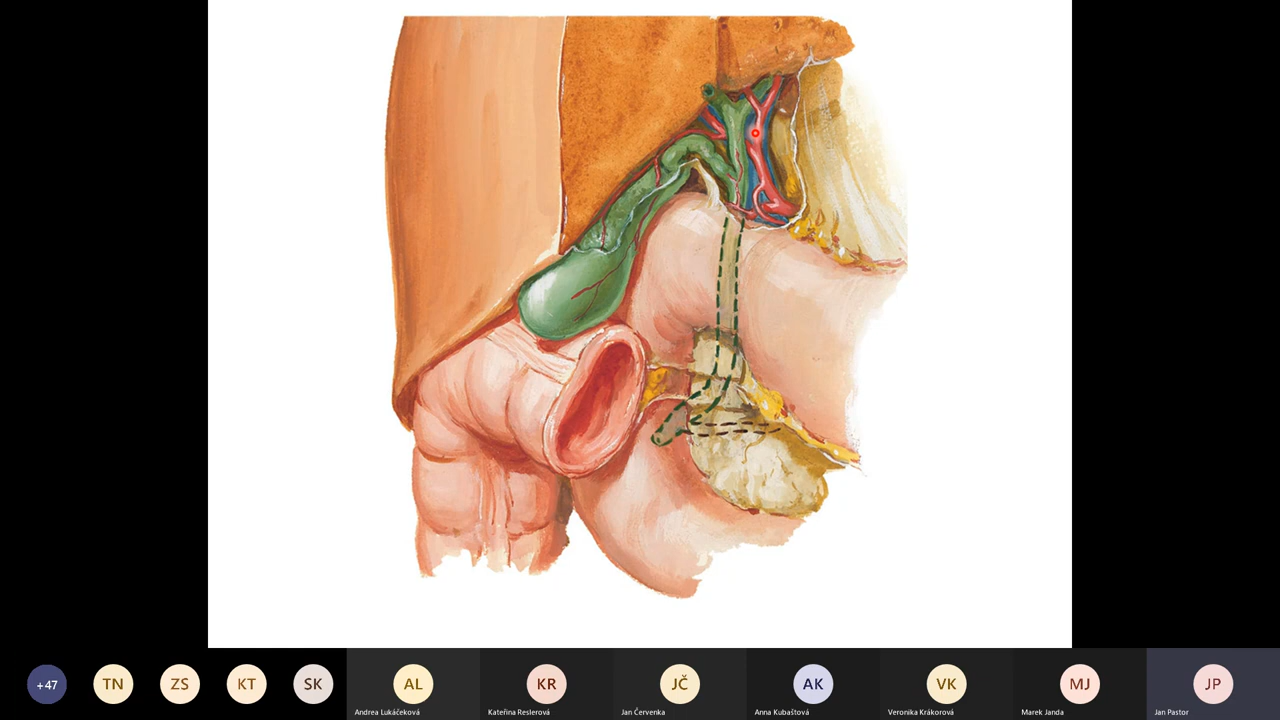 +47
TN
ZS
KT
SK
AL
KR
JČ
AK
VK
MJ
JP
Andrea Lukáčeková
Kateřina Reslerová
Jan Červenka
Anna Kubaštová
Veronika Krákorová
Marek Janda
Jan Pastor